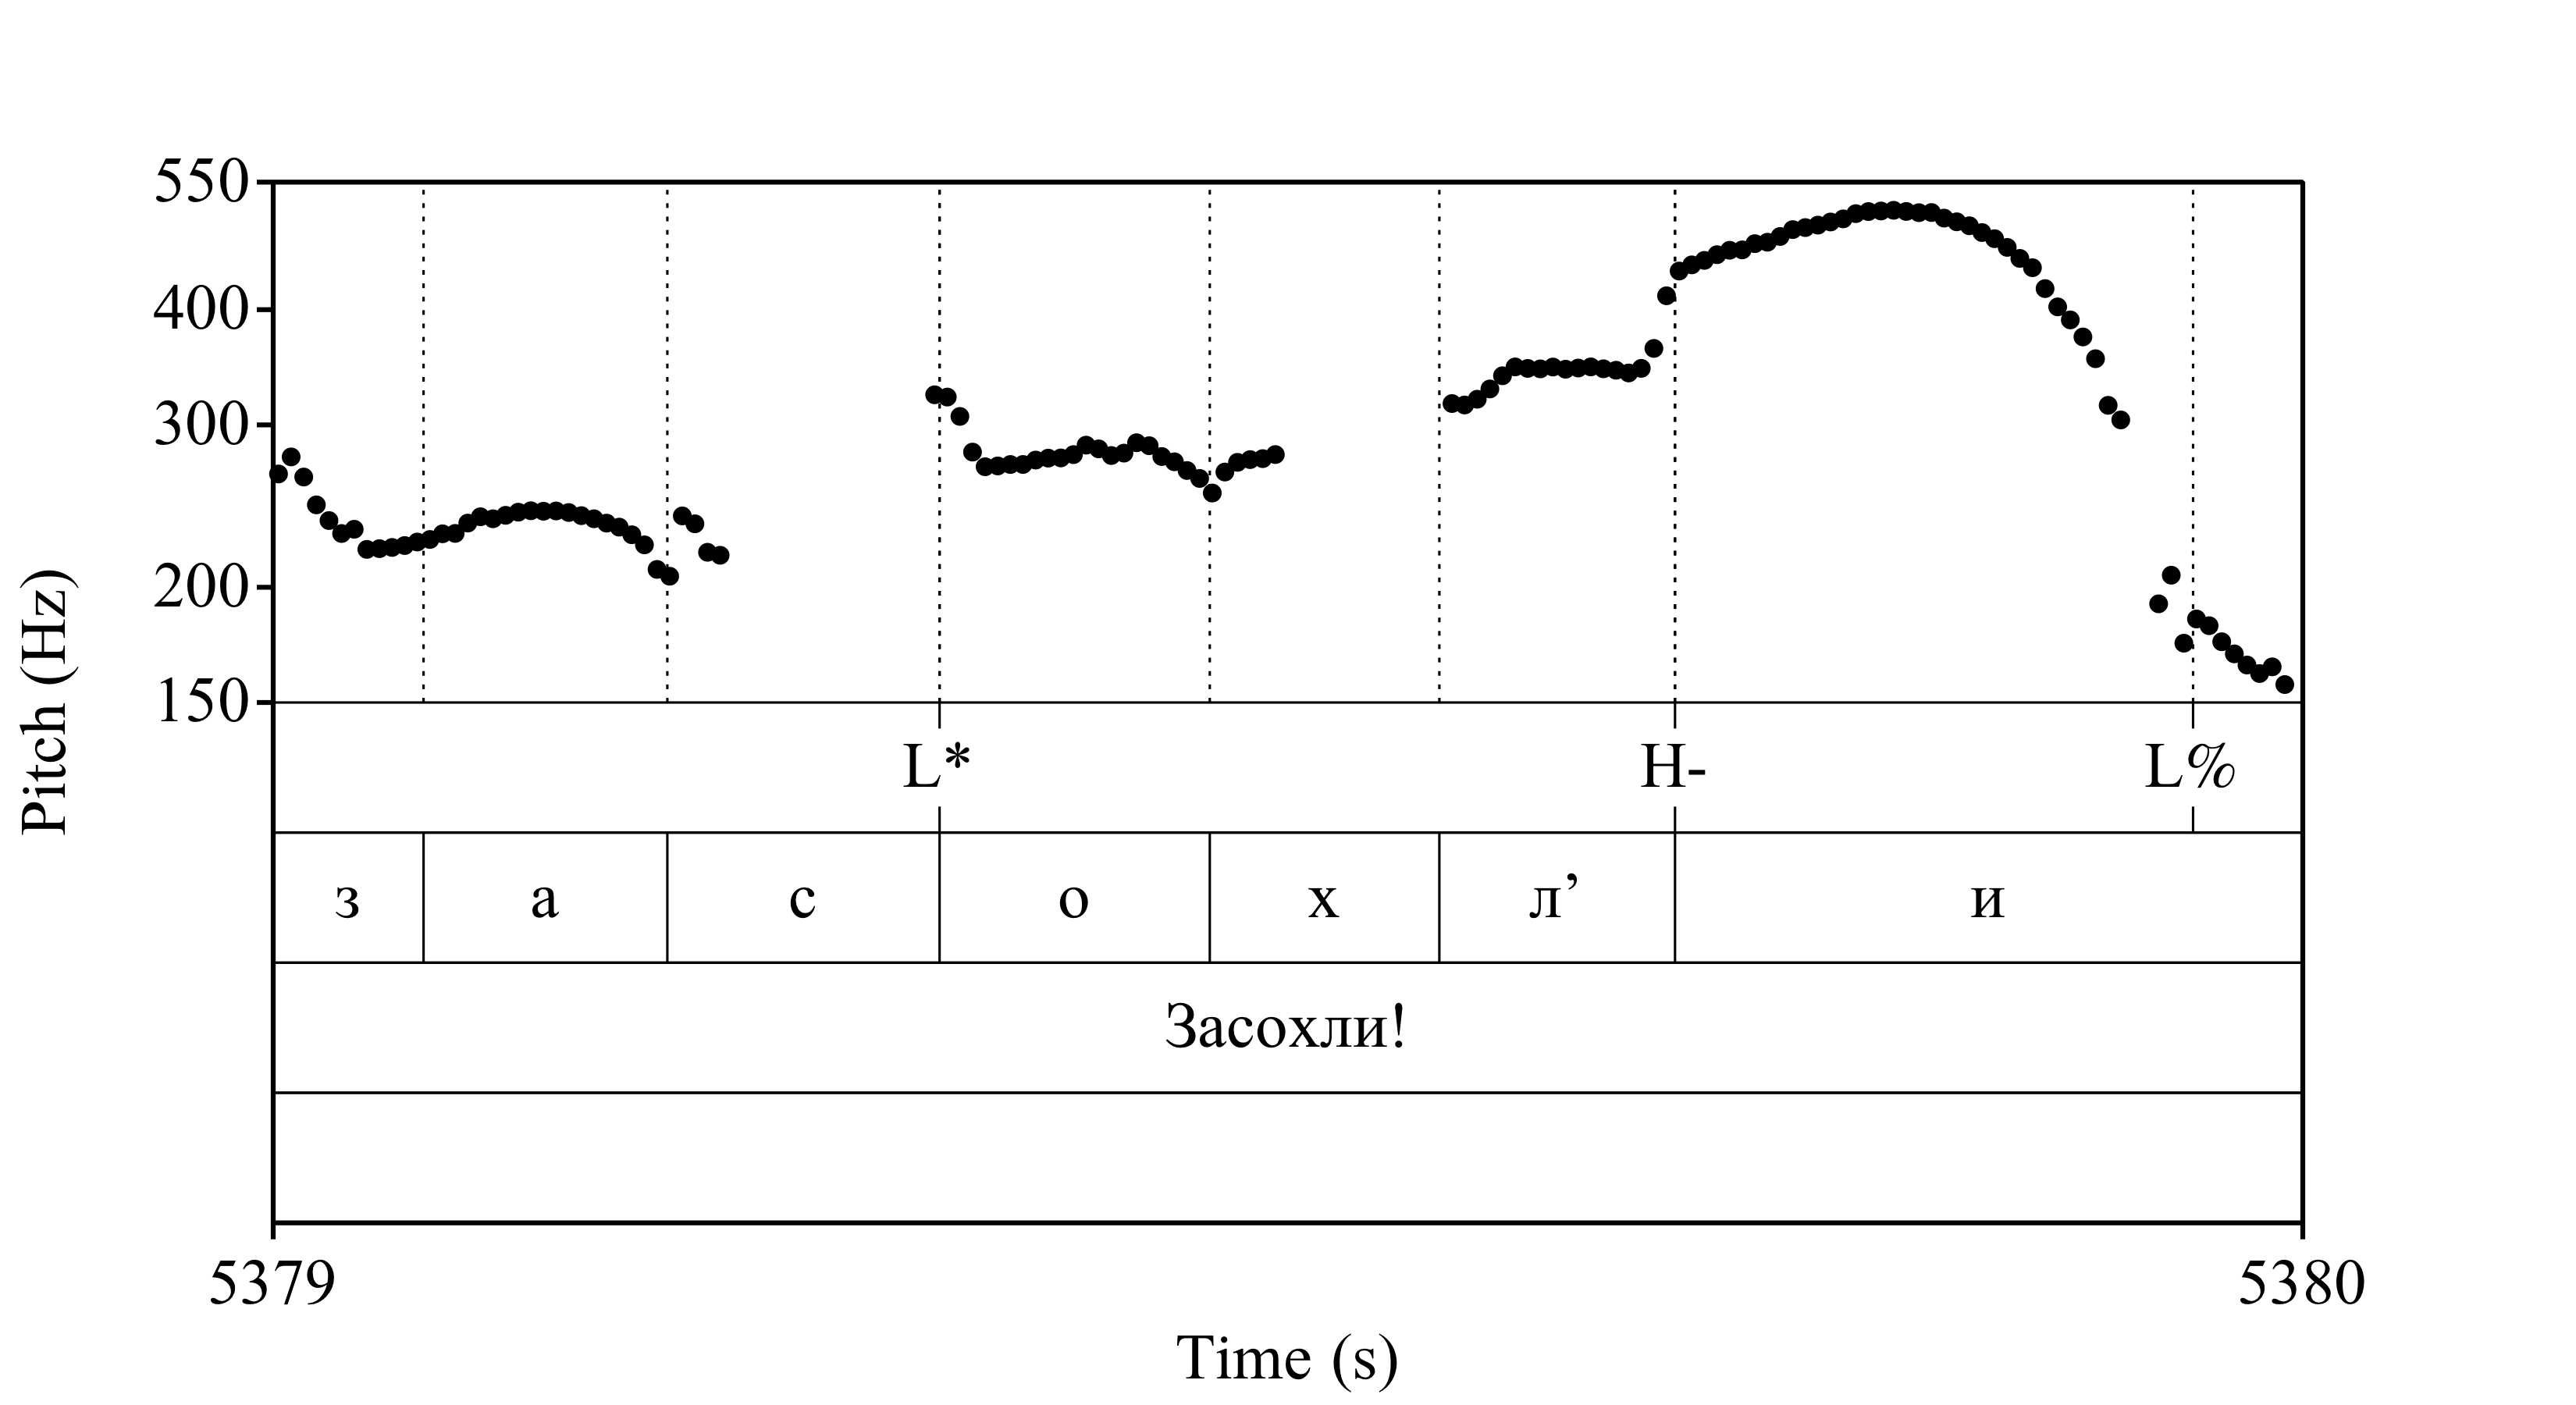 550
400
300
200
150
Pitch (Hz)
L* H- L%
з а с о х л’ и
Засохли!
5379 5380
Time (s)